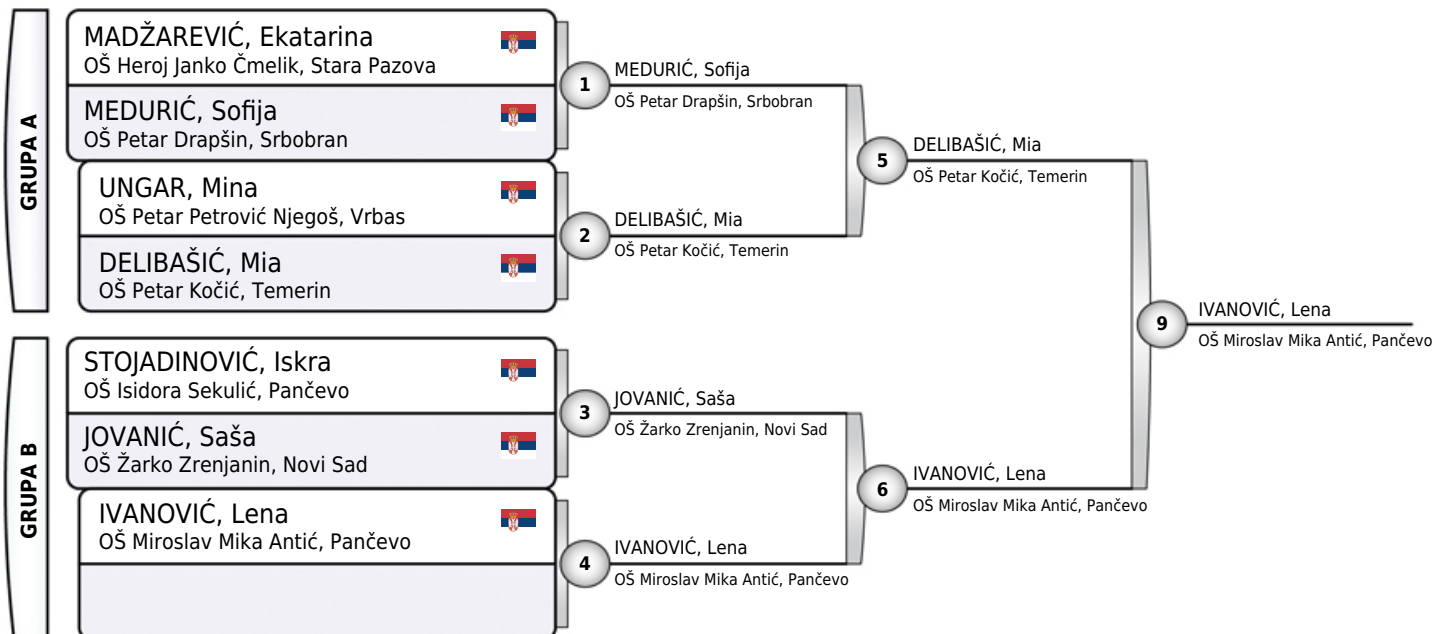 GRUPA A
MADŽAREVIĆ, Ekatarina
OŠ Heroj Janko Čmelik, Stara Pazova
MEDURIĆ, Sofija
OŠ Petar Drapšin, Srbobran
UNGAR, Mina
OŠ Petar Petrović Njegoš, Vrbas
DELIBAŠIĆ, Mia
OŠ Petar Kočić, Temerin
1
MEDURIĆ, Sofija
OŠ Petar Drapšin, Srbobran
2
DELIBAŠIĆ, Mia
OŠ Petar Kočić, Temerin
5
DELIBAŠIĆ, Mia
OŠ Petar Kočić, Temerin
GRUPA B
STOJADINOVIĆ, Iskra
OŠ Isidora Sekulić, Pančevo
JOVANIĆ, Saša
OŠ Žarko Zrenjanin, Novi Sad
IVANOVIĆ, Lena
OŠ Miroslav Mika Antić, Pančevo
3
JOVANIĆ, Saša
OŠ Žarko Zrenjanin, Novi Sad
4
IVANOVIĆ, Lena
OŠ Miroslav Mika Antić, Pančevo
6
IVANOVIĆ, Lena
OŠ Miroslav Mika Antić, Pančevo
9
IVANOVIĆ, Lena
OŠ Miroslav Mika Antić, Pančevo